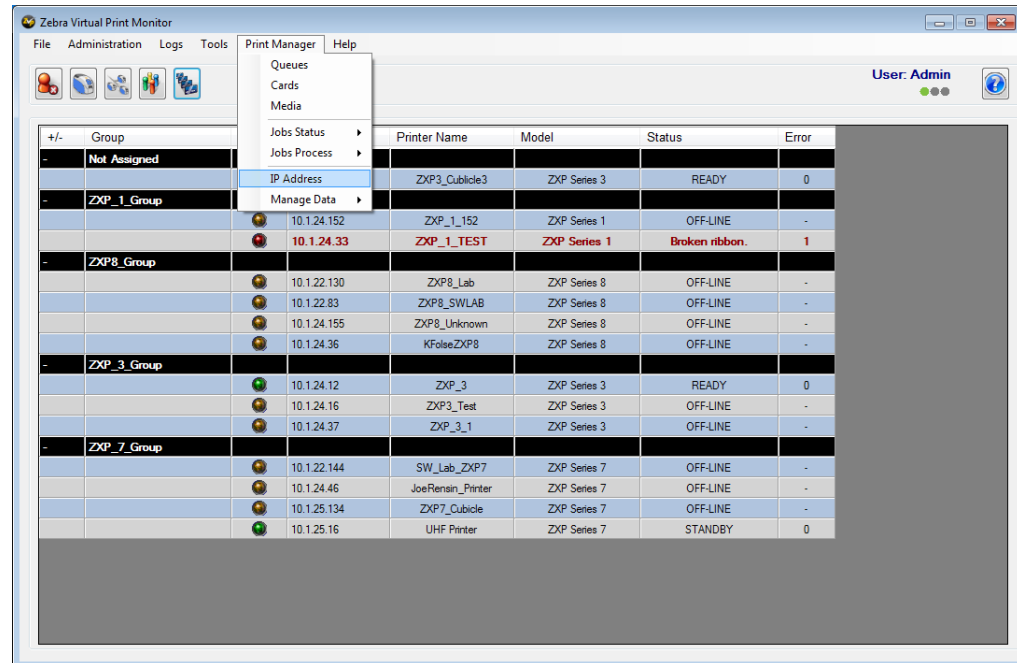 Zebra Virtual Print Monitor
File Administration Logs Tools Print Manager Help
Queues
Cards
Media
Jobs Status
Jobs Process
IP Address
Manage Data
User: Admin
+/- Group Printer Name Model Status Error
- Not Assigned
ZXP3_Cublicle3 ZXP Series 3 READY 0
- ZXP_1_Group
10.1.24.152 ZXP_1_152 ZXP Series 1 OFF-LINE -
10.1.24.33 ZXP_1_TEST ZXP Series 1 Broken ribbon. 1
- ZXP8_Group
10.1.22.130 ZXP8_Lab ZXP Series 8 OFF-LINE -
10.1.22.83 ZXP8_SWLAB ZXP Series 8 OFF-LINE -
10.1.24.155 ZXP8_Unknown ZXP Series 8 OFF-LINE -
10.1.24.36 KFolseZXP8 ZXP Series 8 OFF-LINE -
- ZXP_3_Group
10.1.24.12 ZXP_3 ZXP Series 3 READY 0
10.1.24.16 ZXP3_Test ZXP Series 3 OFF-LINE -
10.1.24.37 ZXP_3_1 ZXP Series 3 OFF-LINE -
- ZXP_7_Group
10.1.22.144 SW_Lab_ZXP7 ZXP Series 7 OFF-LINE -
10.1.24.46 JoeRensin_Printer ZXP Series 7 OFF-LINE -
10.1.25.134 ZXP7_Cubicle ZXP Series 7 OFF-LINE -
10.1.25.16 UHF Printer ZXP Series 7 STANDBY 0